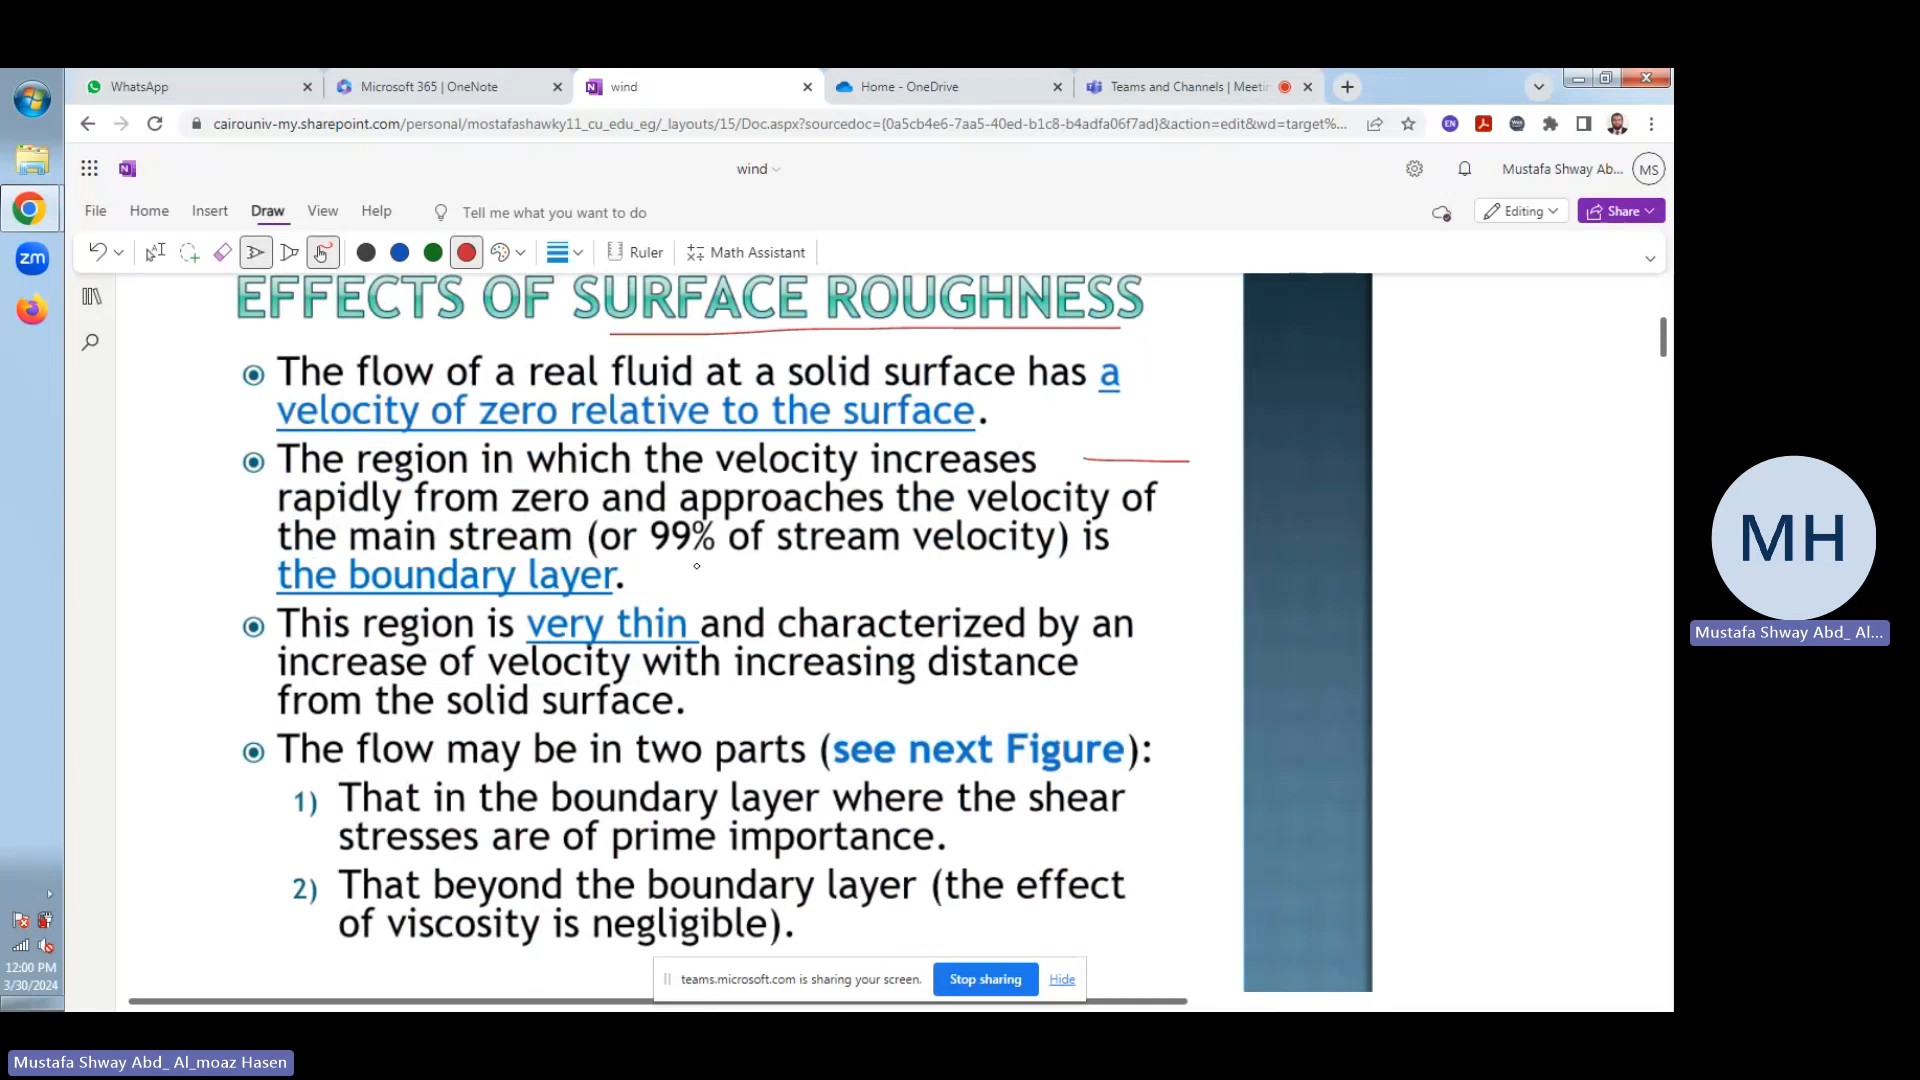 WhatsApp
Microsoft 365 | OneNote
wind
Home - OneDrive
Teams and Channels | Meeti
cairouniv-my.sharepoint.com/personal/mostafashawky11_cu_edu_eg/_layouts/15/Doc.aspx?sourcedoc={0a5cb4e6-7aa5-40ed-b1c8-b4adfa06f7ad}&action=edit&wd=target%...
wind
Mustafa Shway Ab...
MS
File
Home
Insert
Draw
View
Help
Tell me what you want to do
Editing
Share
Ruler
Math Assistant
zm
EFFECTS OF SURFACE ROUGHNESS
The flow of a real fluid at a solid surface has a
velocity of zero relative to the surface.
The region in which the velocity increases
rapidly from zero and approaches the velocity of
the main stream (or 99% of stream velocity) is
the boundary layer.
This region is very thin and characterized by an
increase of velocity with increasing distance
from the solid surface.
The flow may be in two parts (see next Figure):
1) That in the boundary layer where the shear
stresses are of prime importance.
2) That beyond the boundary layer (the effect
of viscosity is negligible).
MH
Mustafa Shway Abd_ Al...
12:00 PM
3/30/2024
teams.microsoft.com is sharing your screen.
Stop sharing
Hide
Mustafa Shway Abd_ Al_moaz Hasen